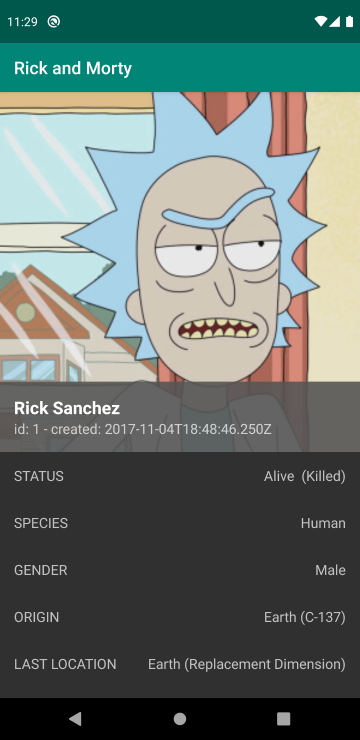 11:29
Rick and Morty
Rick Sanchez
id: 1 - created: 2017-11-04T18:48:46.250Z
STATUS Alive (Killed)
SPECIES Human
GENDER Male
ORIGIN Earth (C-137)
LAST LOCATION Earth (Replacement Dimension)